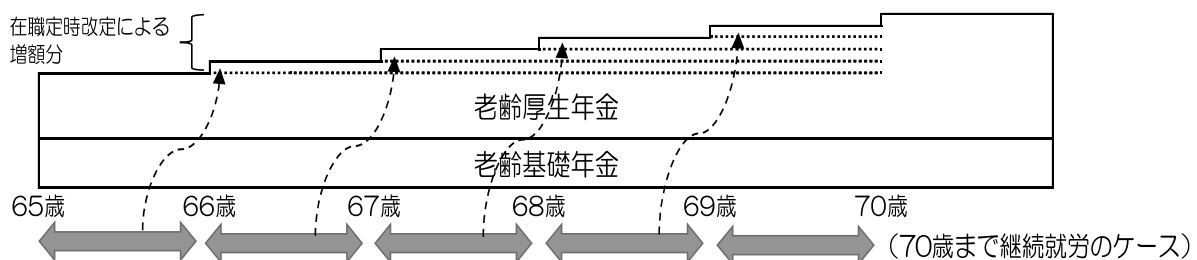 在職定時改定による
増額分
老齢厚生年金
老齢基礎年金
65歳
66歳
67歳
68歳
69歳
70歳
（70歳まで継続就労のケース）